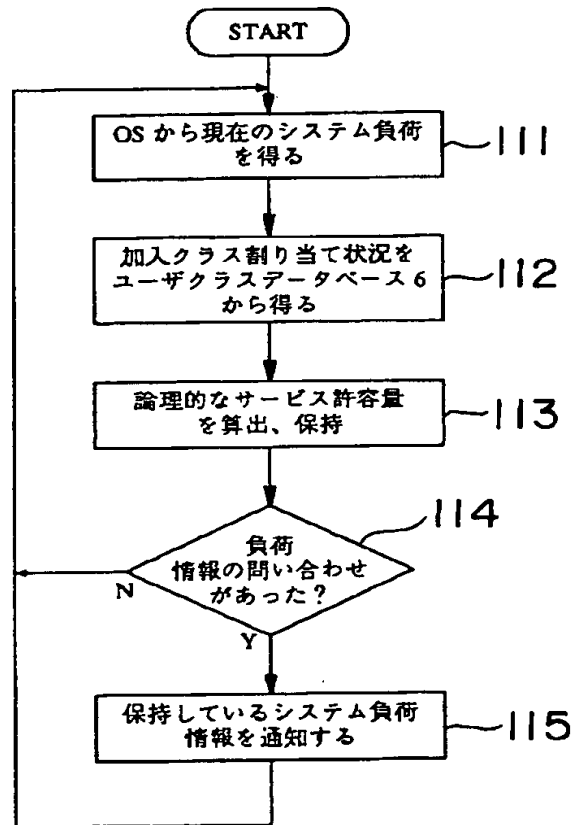 START
OSから現在のシステム負荷
を得る
111
加入クラス割り当て状況を
ユーザクラスデータベース6
から得る
112
論理的なサービス許容量
を算出、保持
113
114
負荷
情報の問い合わせ
があった?
N
Y
保持しているシステム負荷
情報を通知する
115